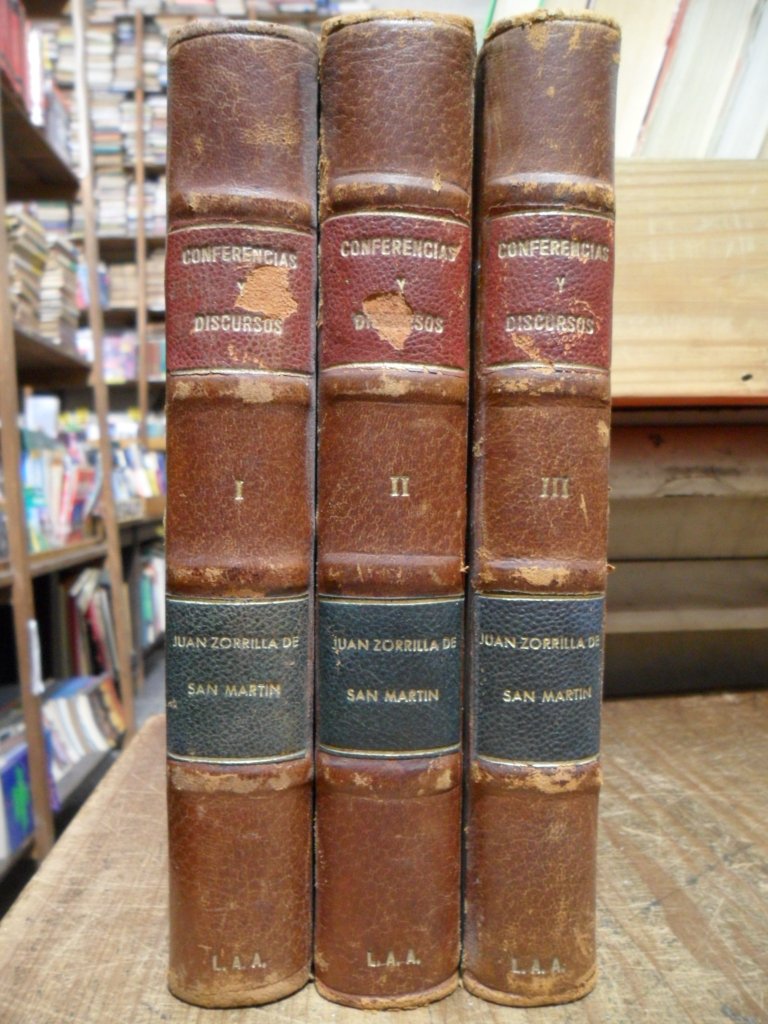 CONFERENCIAS
Y
DISCURSOS
I
JUAN ZORRILLA DE
SAN MARTIN
L. A. A.
CONFERENCIAS
Y
DISCURSOS
II
JUAN ZORRILLA DE
SAN MARTIN
L. A. A.
CONFERENCIAS
Y
DISCURSOS
III
JUAN ZORRILLA DE
SAN MARTIN
L. A. A.